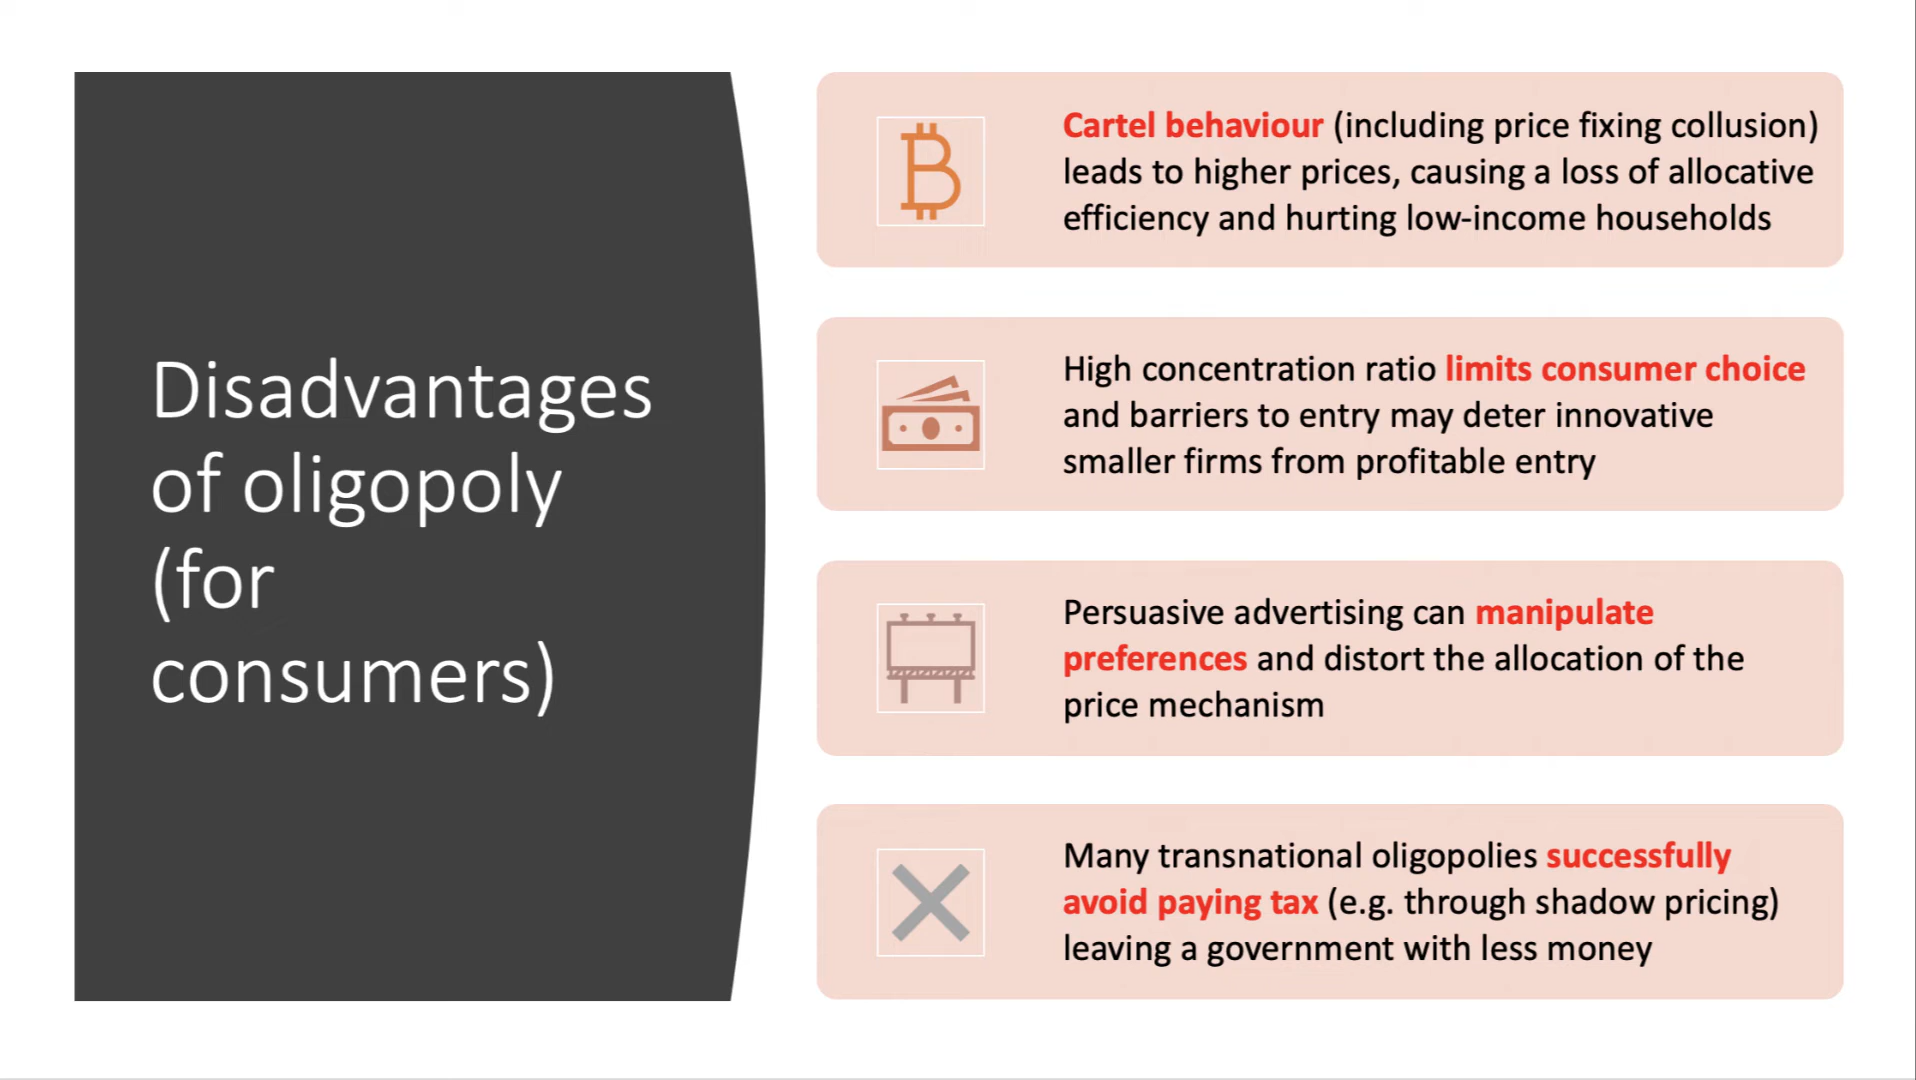 Disadvantages
of oligopoly
(for
consumers)
Cartel behaviour (including price fixing collusion)
leads to higher prices, causing a loss of allocative
efficiency and hurting low-income households
High concentration ratio limits consumer choice
and barriers to entry may deter innovative
smaller firms from profitable entry
Persuasive advertising can manipulate
preferences and distort the allocation of the
price mechanism
Many transnational oligopolies successfully
avoid paying tax (e.g. through shadow pricing)
leaving a government with less money